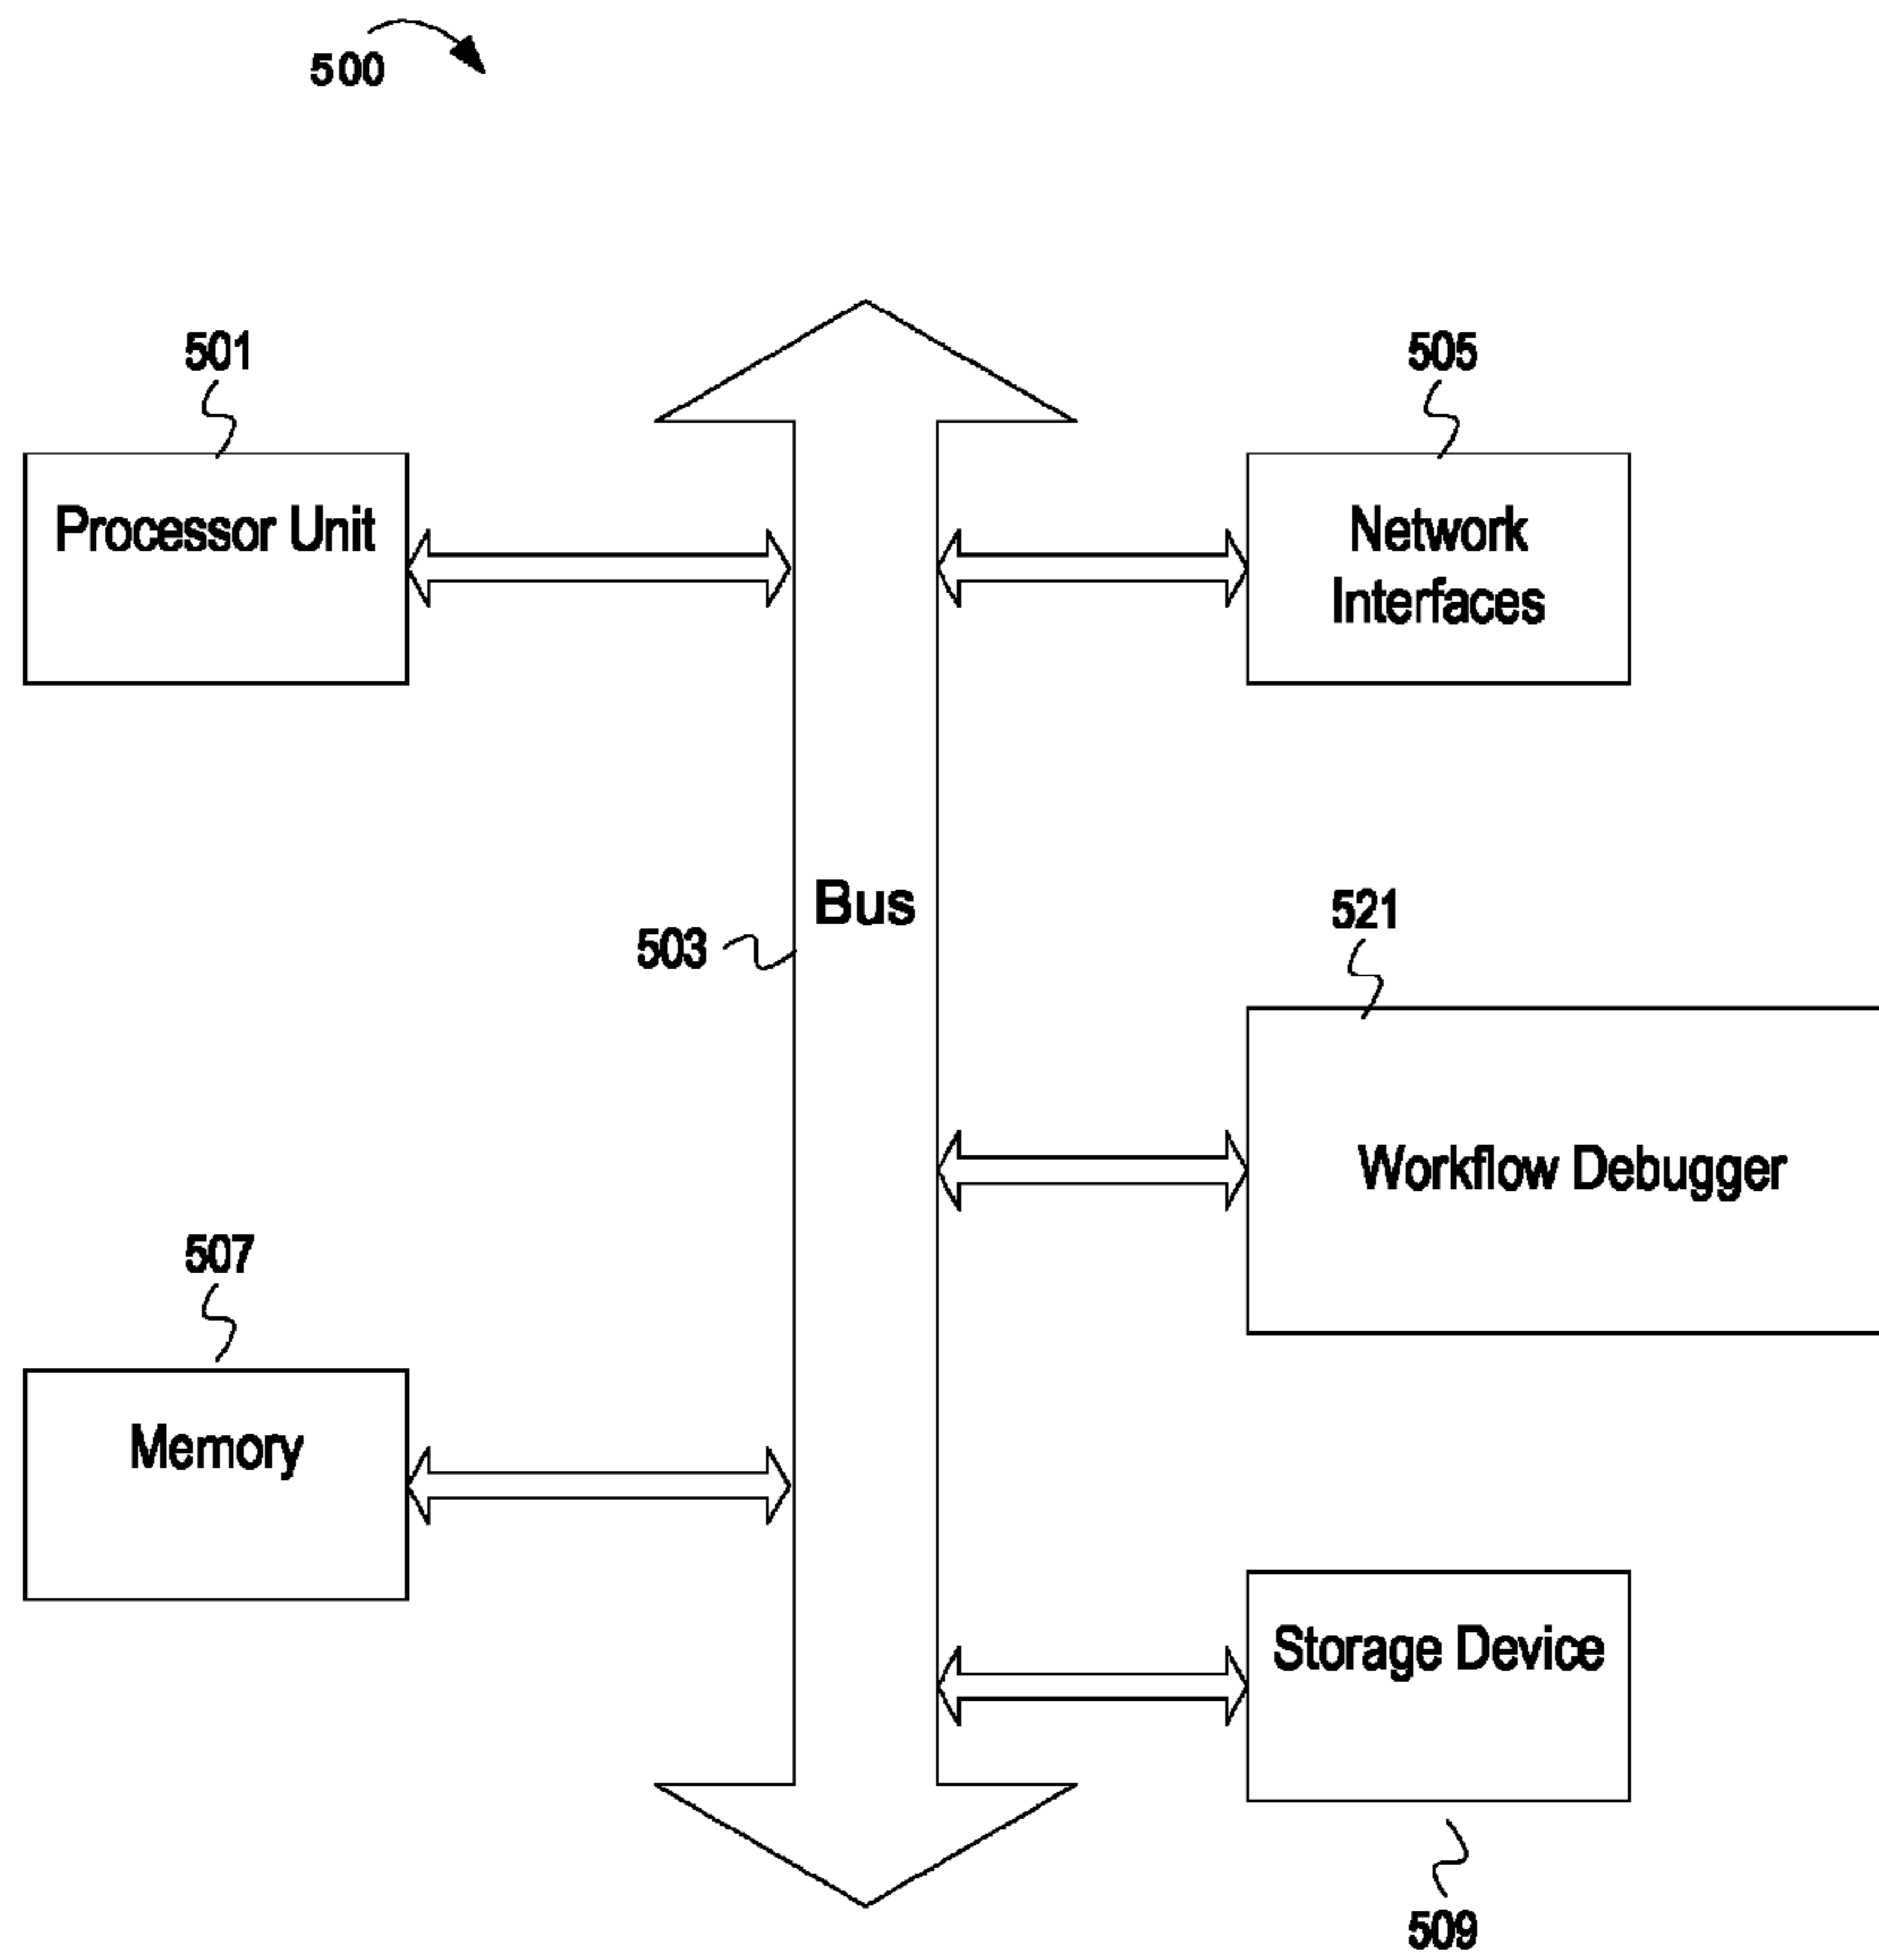 500
501
Processor Unit
505
Network
Interfaces
Bus
503
521
Workflow Debugger
507
Memory
Storage Device
509